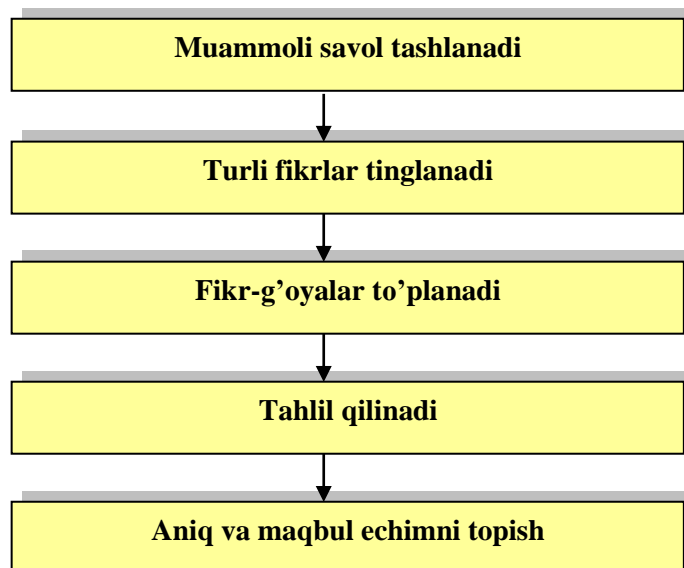 Muammoli savol tashlanadi
Turli fikrlar tinglanadi
Fikr-g’oyalar to’planadi
Tahlil qilinadi
Aniq va maqbul echimni topish